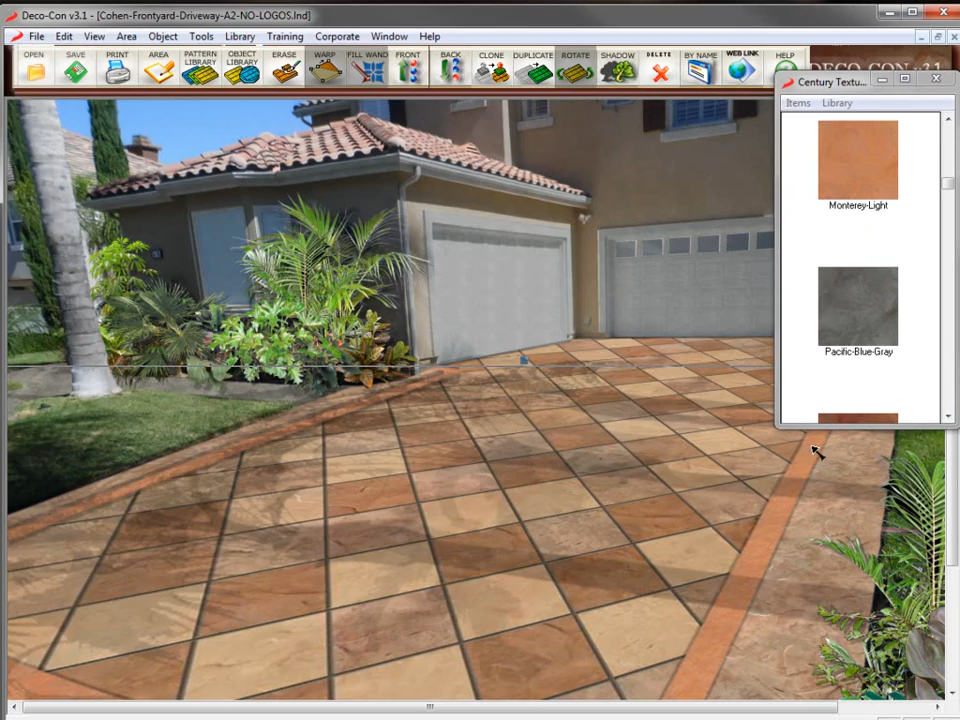 Deco-Con v3.1 - [Cohen-Frontyard-Driveway-A2-NO-LOGOS.lnd]
File Edit View Area Object Tools Library Training Corporate Window Help
OPEN SAVE PRINT AREA PATTERN LIBRARY OBJECT LIBRARY ERASE WARP FILL WAND FRONT BACK CLONE DUPLICATE ROTATE SHADOW DELETE BY NAME WEB LINK HELP
Century Textu...
Items Library
Monterey-Light
Pacific-Blue-Gray